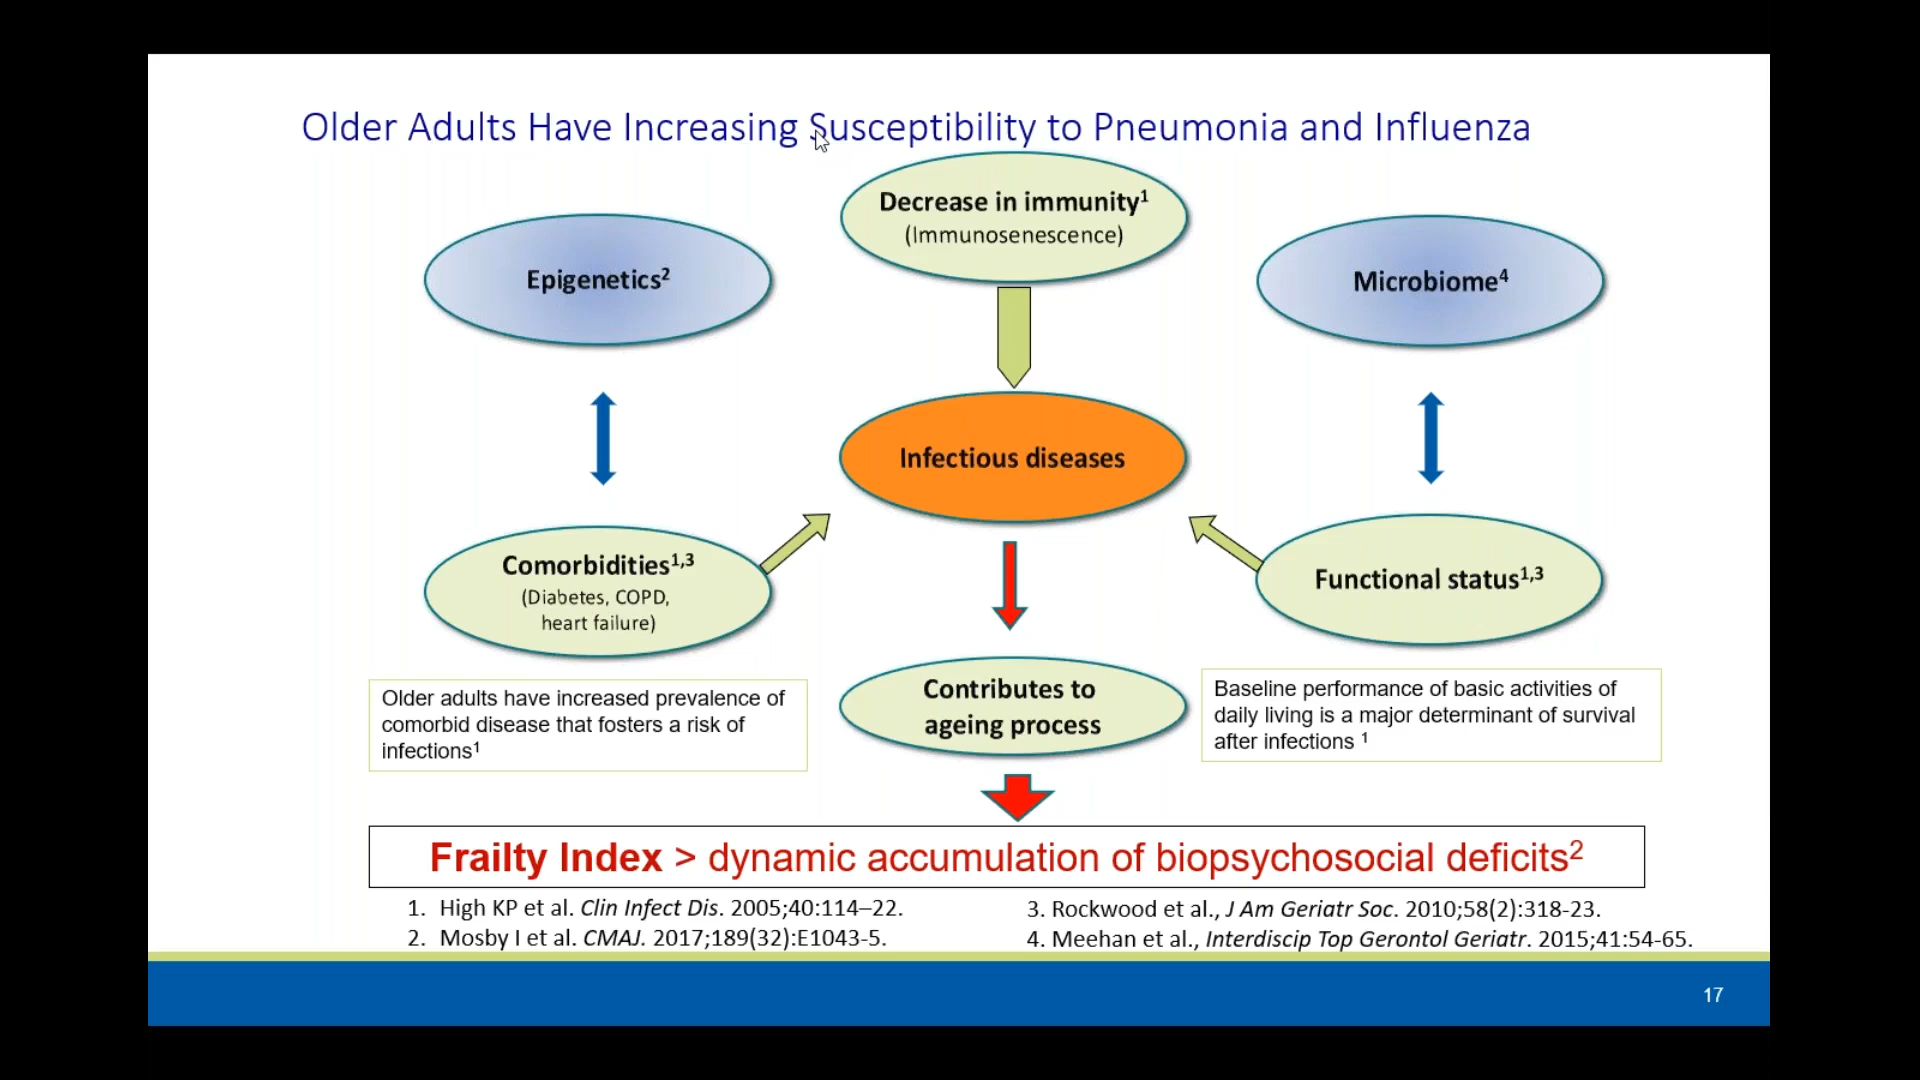 Older Adults Have Increasing Susceptibility to Pneumonia and Influenza
Decrease in immunity¹
(Immunosenescence)
Epigenetics²
Microbiome⁴
Infectious diseases
Comorbidities¹,³
(Diabetes, COPD,
heart failure)
Functional status¹,³
Older adults have increased prevalence of
comorbid disease that fosters a risk of
infections¹
Contributes to
ageing process
Baseline performance of basic activities of
daily living is a major determinant of survival
after infections ¹
Frailty Index > dynamic accumulation of biopsychosocial deficits²
1. High KP et al. Clin Infect Dis. 2005;40:114–22.
2. Mosby I et al. CMAJ. 2017;189(32):E1043-5.
3. Rockwood et al., J Am Geriatr Soc. 2010;58(2):318-23.
4. Meehan et al., Interdiscip Top Gerontol Geriatr. 2015;41:54-65.
17